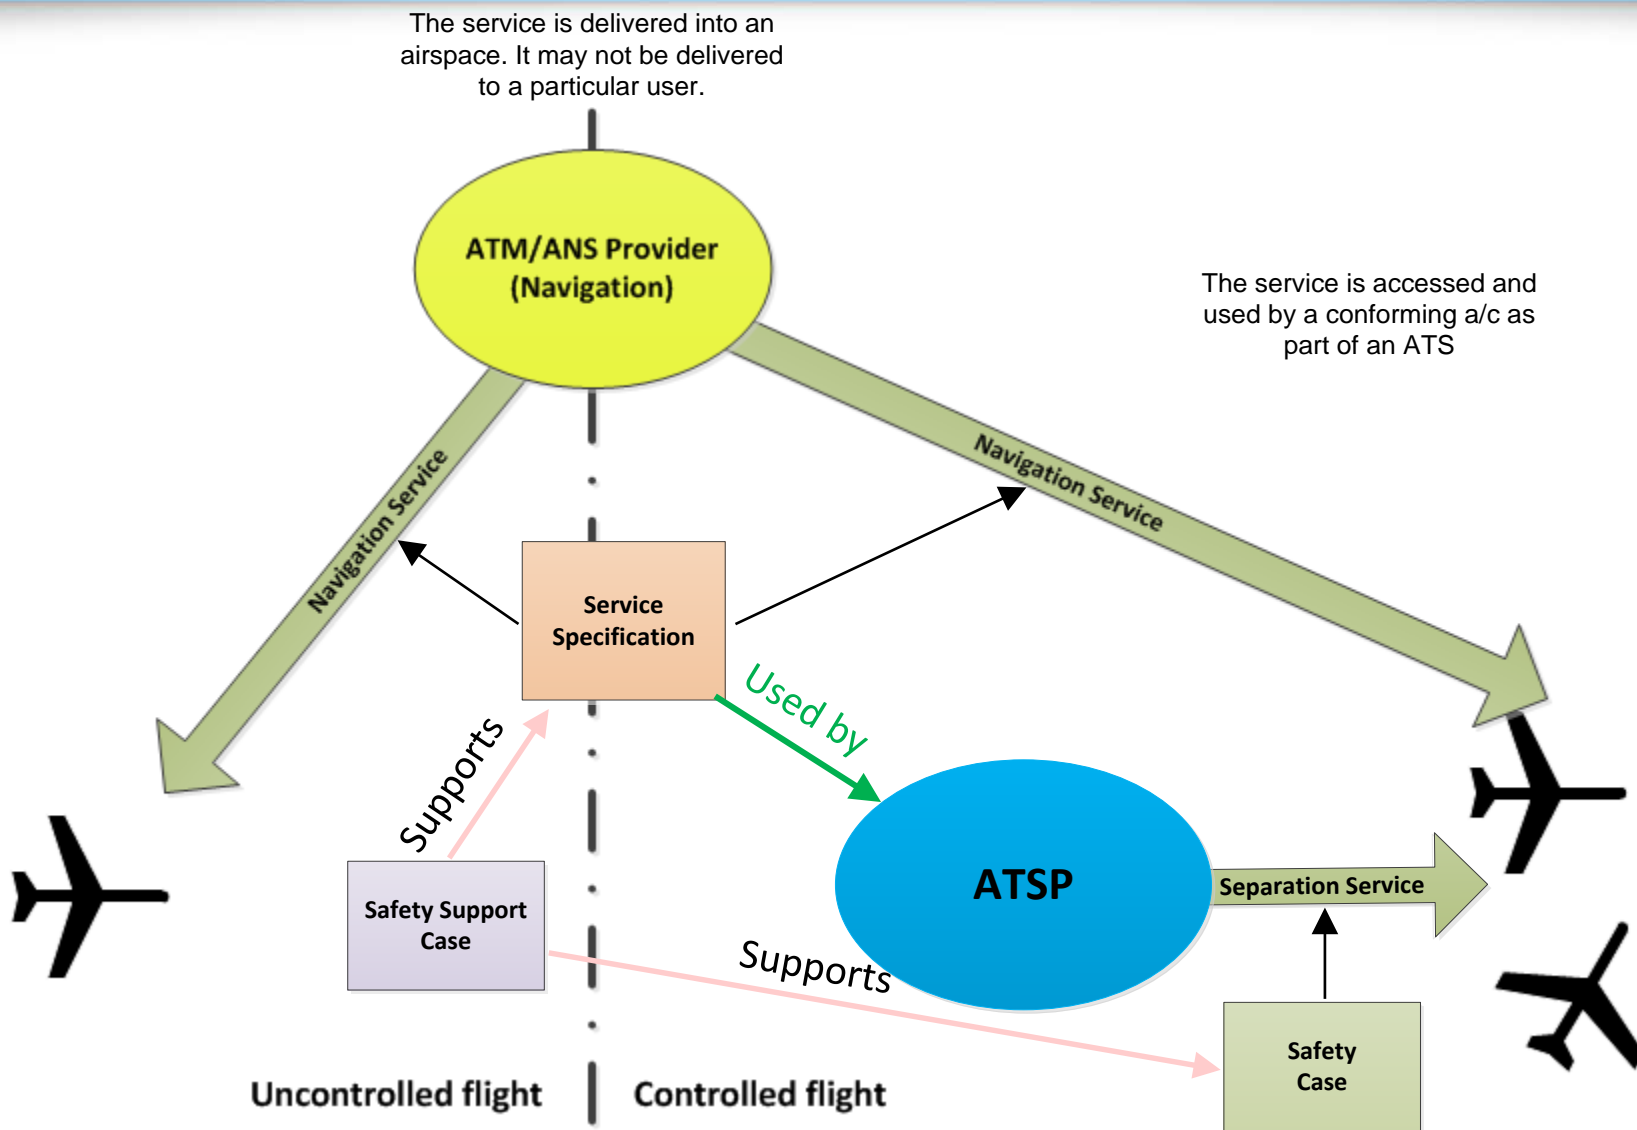 The service is delivered into an
airspace. It may not be delivered
to a particular user.
ATM/ANS Provider
(Navigation)
The service is accessed and
used by a conforming a/c as
part of an ATS
Navigation Service
Navigation Service
Service
Specification
Used by
Supports
ATSP
Separation Service
Safety Support
Case
Supports
Safety
Case
Uncontrolled flight
Controlled flight